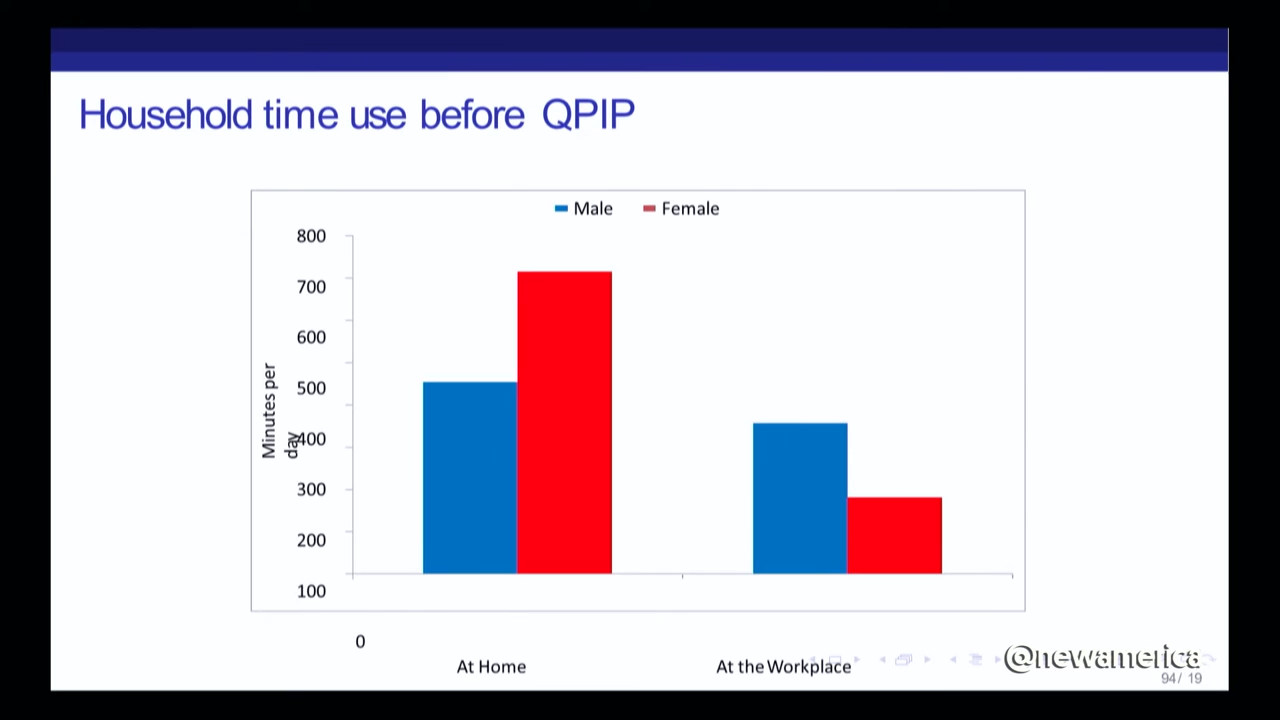 Household time use before QPIP
Male Female
800
700
600
500
400
300
200
100
0
Minutes per
day
At Home
At the Workplace
@newamerica
94/ 19